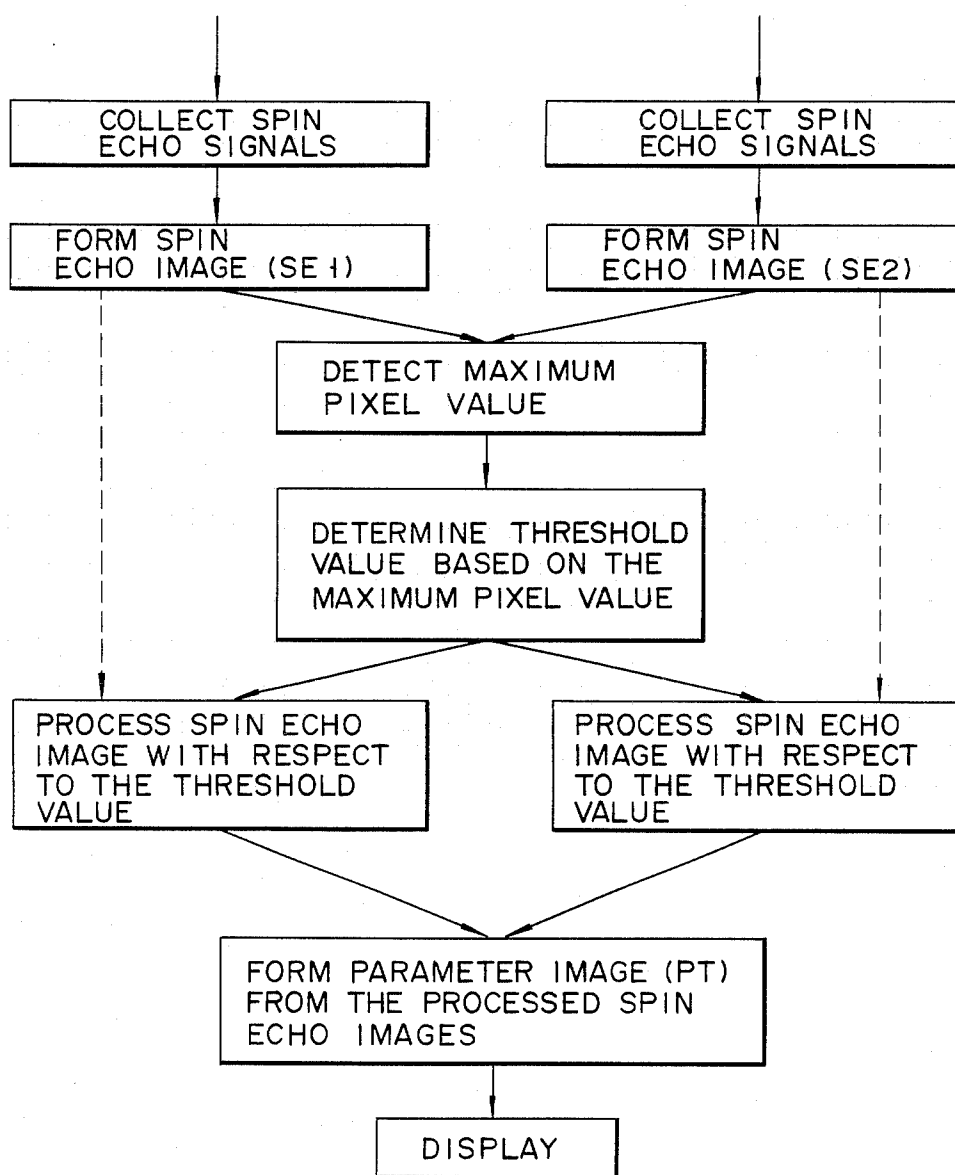 COLLECT SPIN
ECHO SIGNALS
COLLECT SPIN
ECHO SIGNALS
FORM SPIN
ECHO IMAGE (SE1)
FORM SPIN
ECHO IMAGE (SE2)
DETECT MAXIMUM
PIXEL VALUE
DETERMINE THRESHOLD
VALUE BASED ON THE
MAXIMUM PIXEL VALUE
PROCESS SPIN ECHO
IMAGE WITH RESPECT
TO THE THRESHOLD
VALUE
PROCESS SPIN ECHO
IMAGE WITH RESPECT
TO THE THRESHOLD
VALUE
FORM PARAMETER IMAGE (PT)
FROM THE PROCESSED SPIN
ECHO IMAGES
DISPLAY